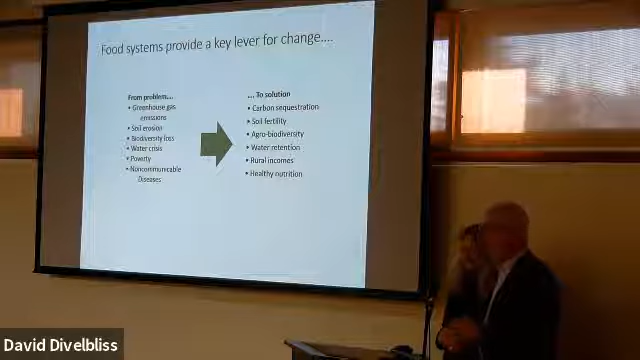 Food systems provide a key lever for change....
From problem....
• Greenhouse gas
emissions
• Soil erosion
• Biodiversity loss
• Water crisis
• Poverty
• Noncommunicable
Diseases
.... To solution
• Carbon sequestration
• Soil fertility
• Agro-biodiversity
• Water retention
• Rural incomes
• Healthy nutrition
David Divelbliss